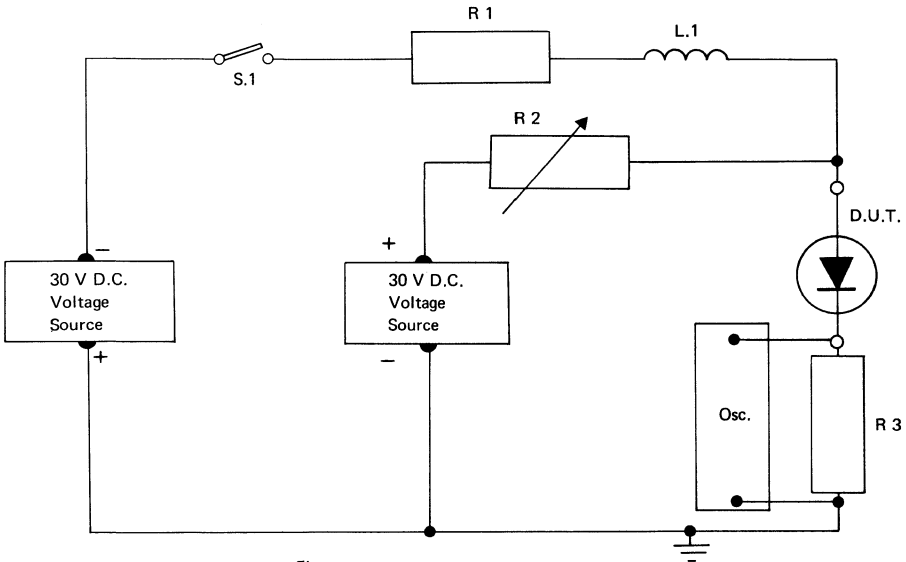 R 1
L.1
S.1
R 2
D.U.T.
−
+
30 V D.C.
Voltage
Source
30 V D.C.
Voltage
Source
+
−
Osc.
R 3